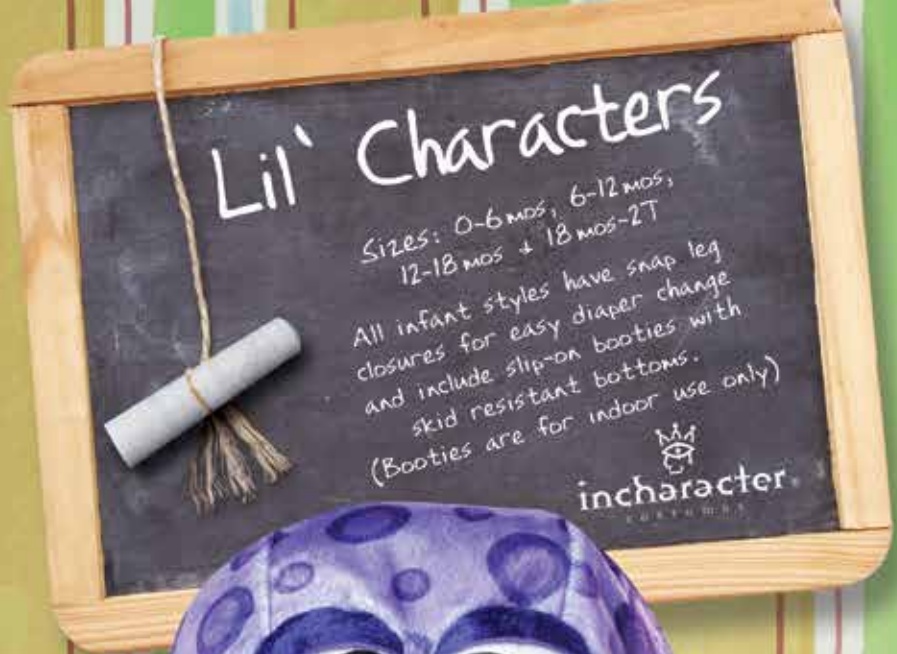 Lil` Characters
Sizes: 0-6 mos, 6-12 mos,
12-18 mos + 18 mos-2T
All infant styles have snap leg
closures for easy diaper change
and include slip-on booties with
skid resistant bottoms.
(Booties are for indoor use only)
incharacter
costumes